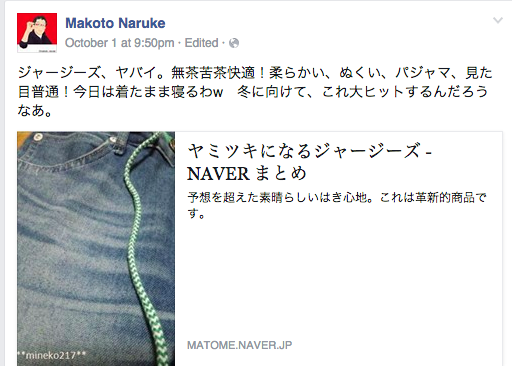 Makoto Naruke
October 1 at 9:50pm · Edited ·
ジャージーズ、ヤバイ。無茶苦茶快適！柔らかい、ぬくい、パジャマ、見た
目普通！今日は着たまま寝るわw　冬に向けて、これ大ヒットするんだろう
なあ。
ヤミツキになるジャージーズ -
NAVER まとめ
予想を超えた素晴らしいはき心地。これは革新的商品で
す。
MATOME.NAVER.JP
**mineko217**